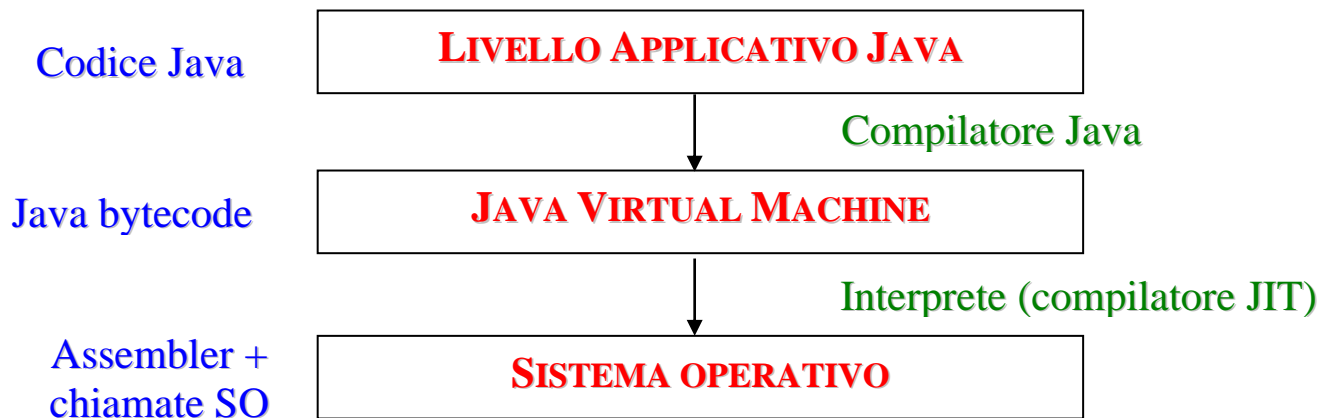 Codice Java
LIVELLO APPLICATIVO JAVA
Compilatore Java
Java bytecode
JAVA VIRTUAL MACHINE
Interprete (compilatore JIT)
Assembler +
chiamate SO
SISTEMA OPERATIVO